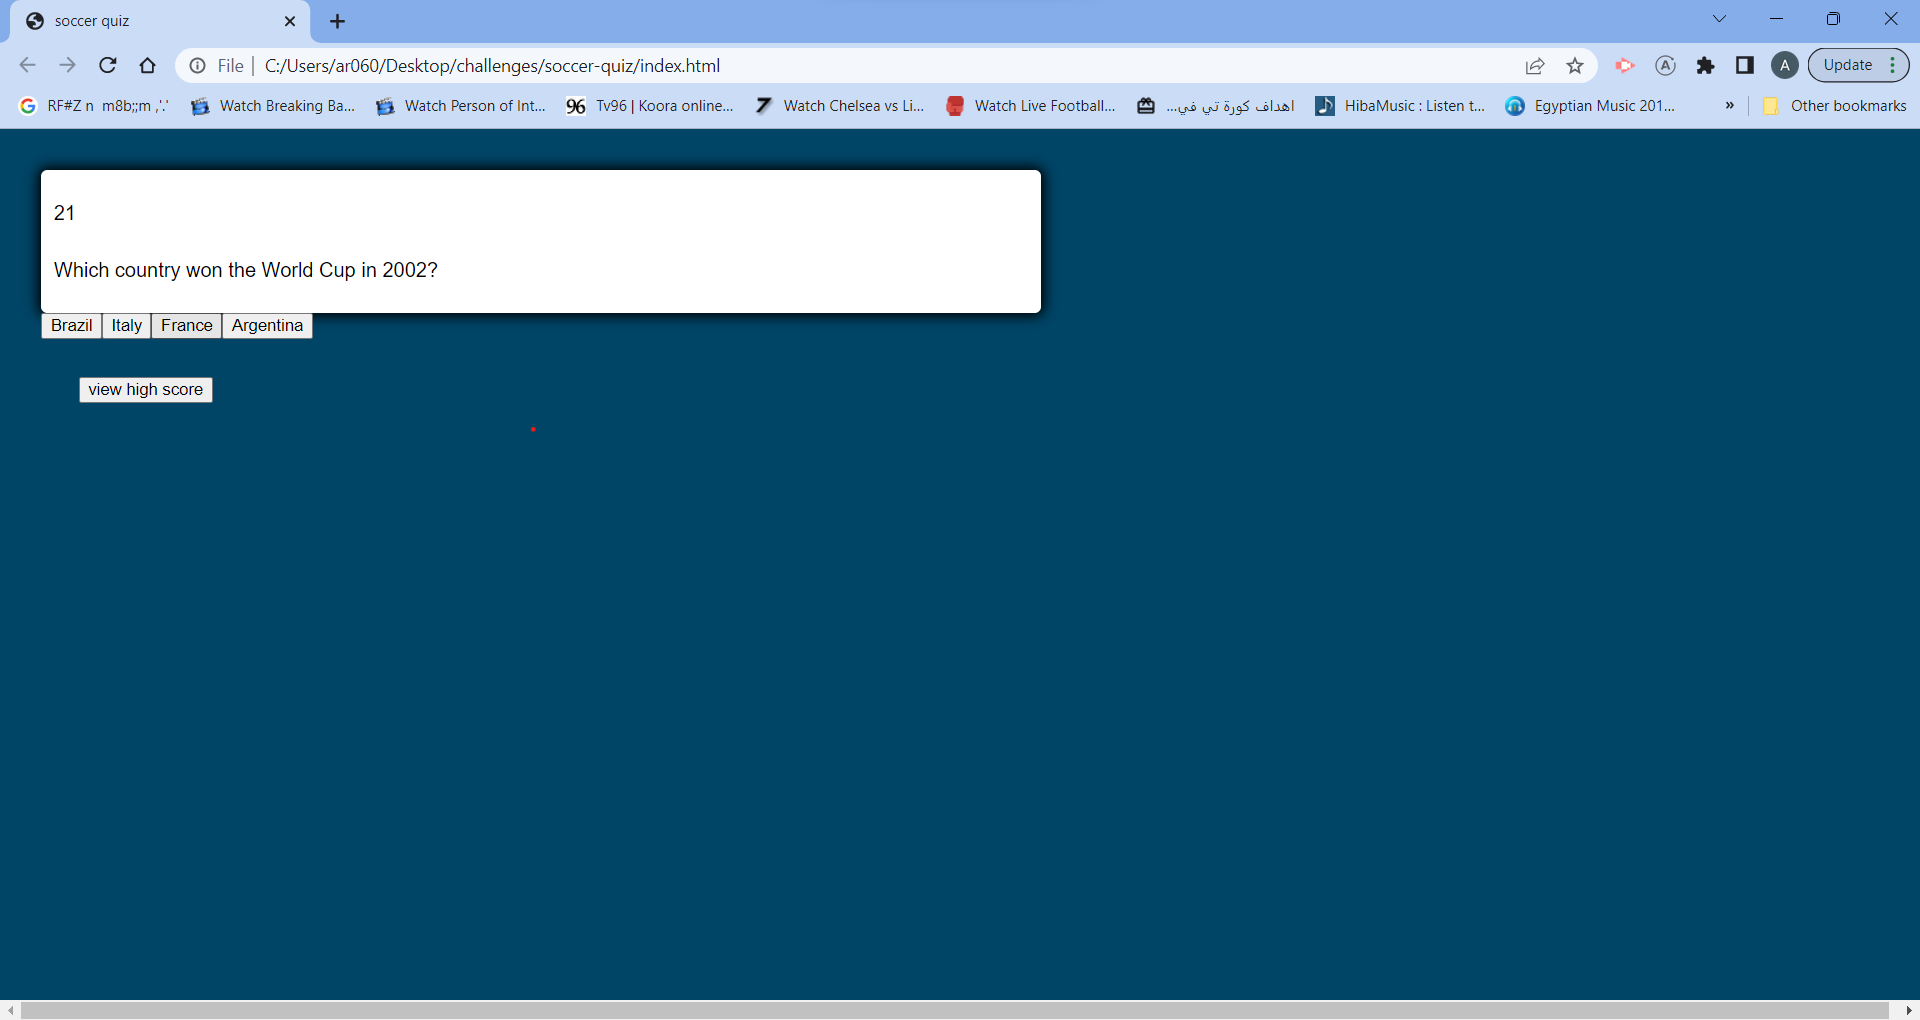 soccer quiz
File | C:/Users/ar060/Desktop/challenges/soccer-quiz/index.html
A
A
Update
RF#Z n m8b;;m ,'.'
Watch Breaking Ba...
Watch Person of Int...
96
Tv96 | Koora online...
Watch Chelsea vs Li...
Watch Live Football...
اهداف كورة تي في...
HibaMusic : Listen t...
Egyptian Music 201...
»
Other bookmarks
21
Which country won the World Cup in 2002?
Brazil Italy France Argentina
view high score